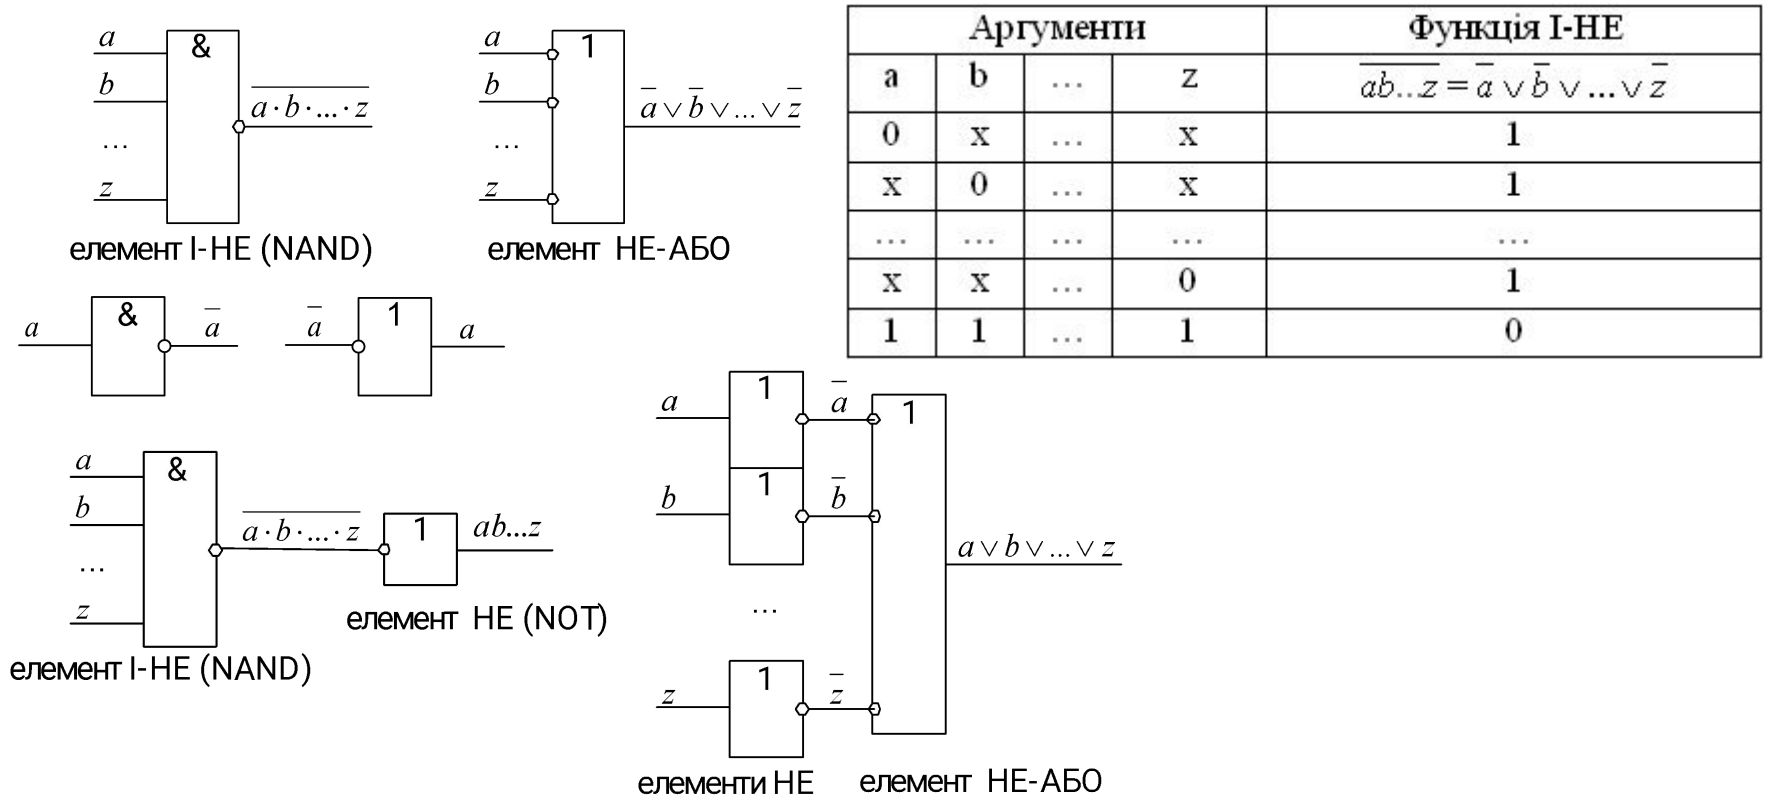 a
b
...
z
&
a·b·...·z
елемент І-НЕ (NAND)
a
b
...
z
1
a̅ ∨ b̅ ∨ ... ∨ z̅
елемент НЕ-АБО
Аргументи Функція І-НЕ
a b ... z a̅b̅.̅.̅.̅z̅ = a̅ ∨ b̅ ∨ ... ∨ z̅
0 x ... x 1
x 0 ... x 1
... ... ... ... ...
x x ... 0 1
1 1 ... 1 0
a & a̅
a̅ 1 a
a
b
...
z
&
a̅ ̅·̅ ̅b̅ ̅·̅.̅.̅.̅·̅ ̅z̅
1
ab...z
елемент НЕ (NOT)
елемент І-НЕ (NAND)
a 1 a̅
b 1 b̅
...
z 1 z̅
1
a ∨ b ∨ ... ∨ z
елементи НЕ
елемент НЕ-АБО